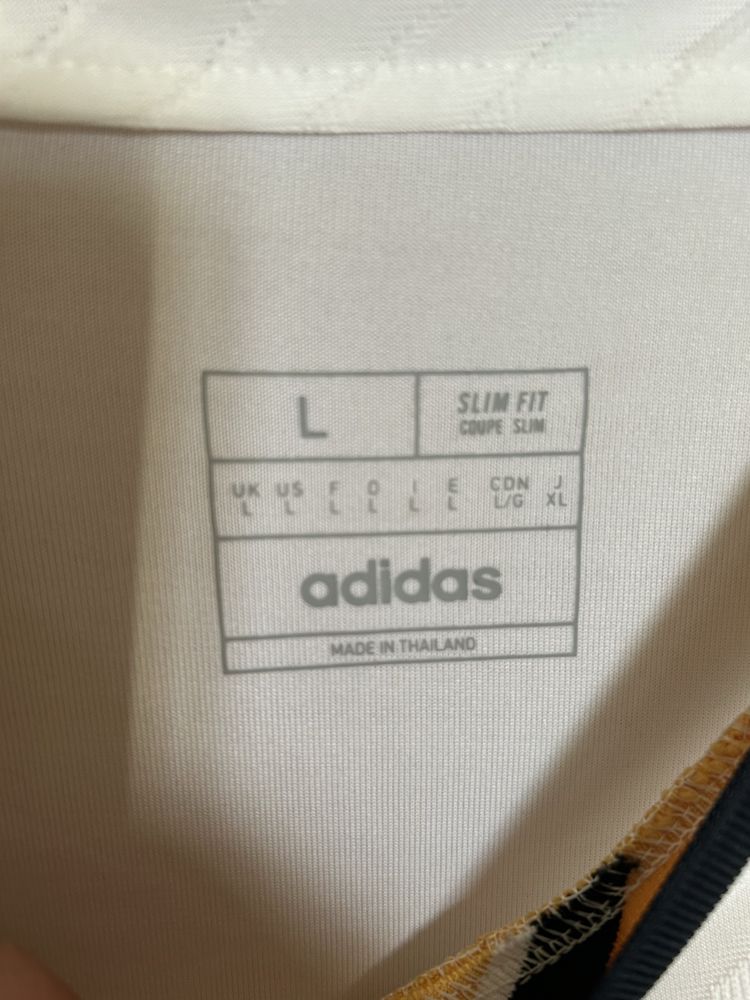 L
SLIM FIT
COUPE SLIM
UK US F D I E CDN J
L L L L L L L/G XL
adidas
MADE IN THAILAND